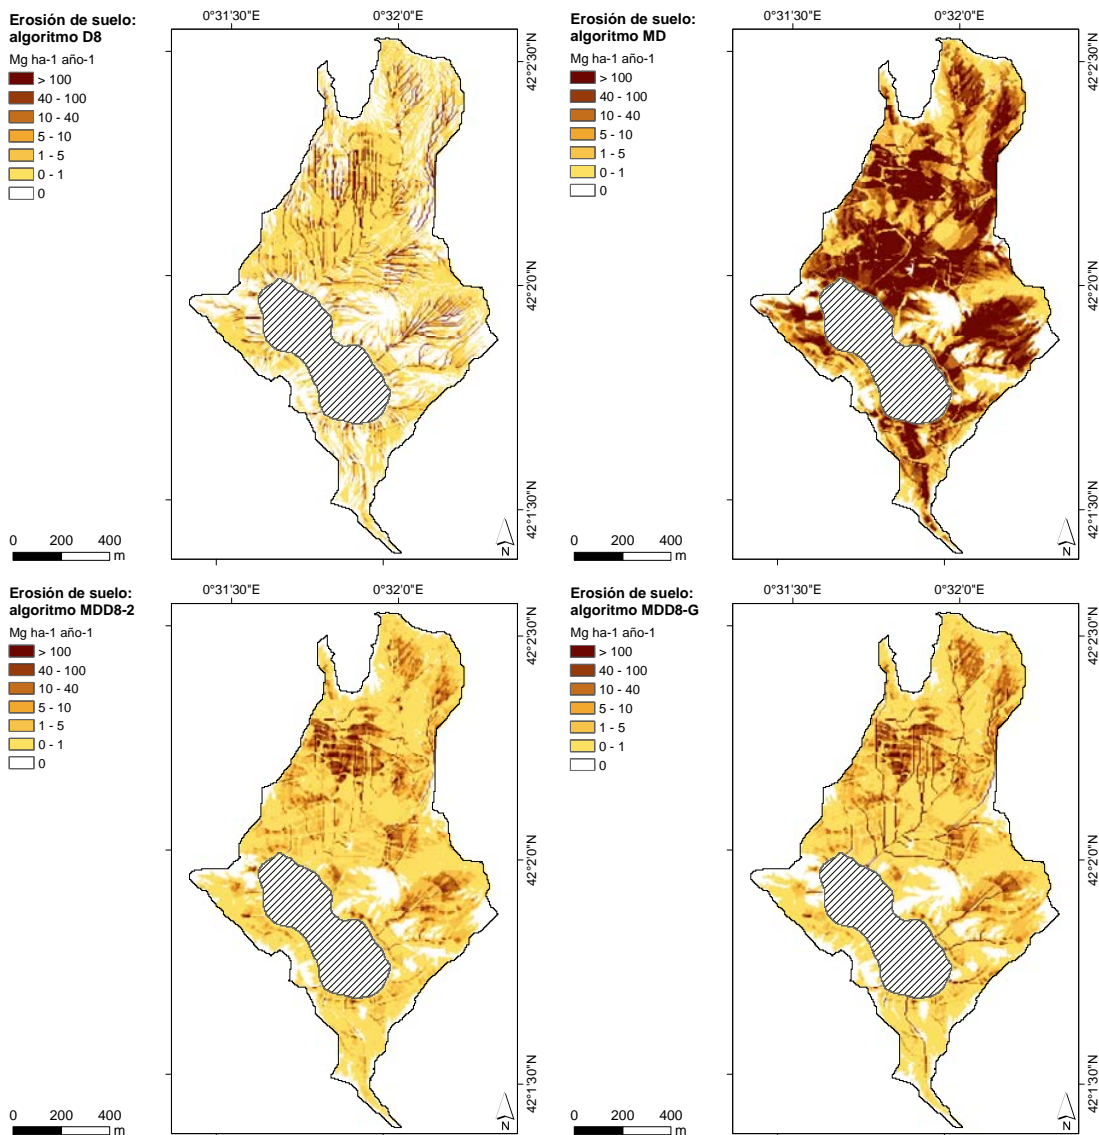 Erosión de suelo:
algoritmo D8
Mg ha-1 año-1
> 100
40 - 100
10 - 40
5 - 10
1 - 5
0 - 1
0
0°31'30"E
0°32'0"E
42°2'30"N
42°2'0"N
42°1'30"N
0 200 400
m
N
Erosión de suelo:
algoritmo MD
Mg ha-1 año-1
> 100
40 - 100
10 - 40
5 - 10
1 - 5
0 - 1
0
0°31'30"E
0°32'0"E
42°2'30"N
42°2'0"N
42°1'30"N
0 200 400
m
N
Erosión de suelo:
algoritmo MDD8-2
Mg ha-1 año-1
> 100
40 - 100
10 - 40
5 - 10
1 - 5
0 - 1
0
0°31'30"E
0°32'0"E
42°2'30"N
42°2'0"N
42°1'30"N
0 200 400
m
N
Erosión de suelo:
algoritmo MDD8-G
Mg ha-1 año-1
> 100
40 - 100
10 - 40
5 - 10
1 - 5
0 - 1
0
0°31'30"E
0°32'0"E
42°2'30"N
42°2'0"N
42°1'30"N
0 200 400
m
N